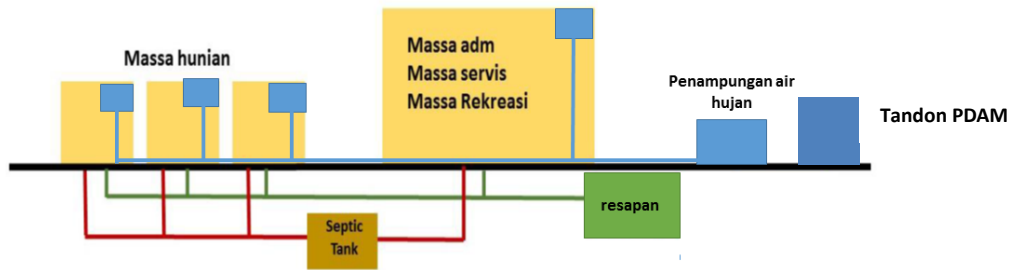 Massa hunian
Massa adm
Massa servis
Massa Rekreasi
Penampungan air
hujan
Tandon PDAM
resapan
Septic
Tank